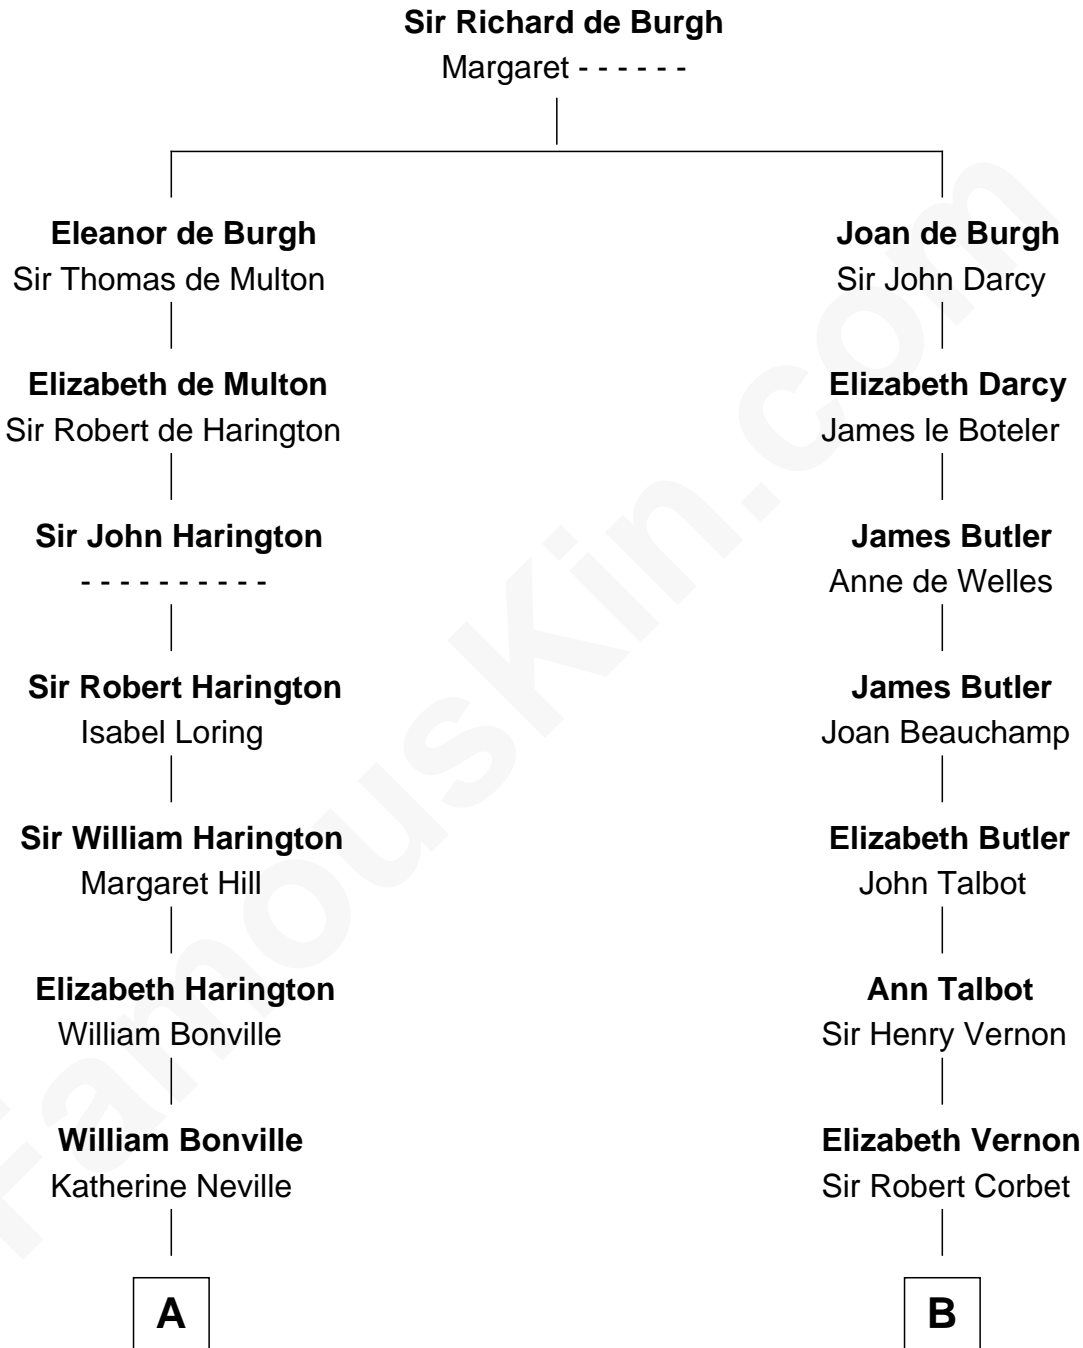 Sir Richard de Burgh
Margaret - - - - - -
Eleanor de Burgh
Sir Thomas de Multon
Joan de Burgh
Sir John Darcy
Elizabeth de Multon
Sir Robert de Harington
Elizabeth Darcy
James le Boteler
Sir John Harington
- - - - - - - - - -
James Butler
Anne de Welles
Sir Robert Harington
Isabel Loring
James Butler
Joan Beauchamp
Sir William Harington
Margaret Hill
Elizabeth Butler
John Talbot
Elizabeth Harington
William Bonville
Ann Talbot
Sir Henry Vernon
William Bonville
Katherine Neville
Elizabeth Vernon
Sir Robert Corbet
A
B
FamousKin.com